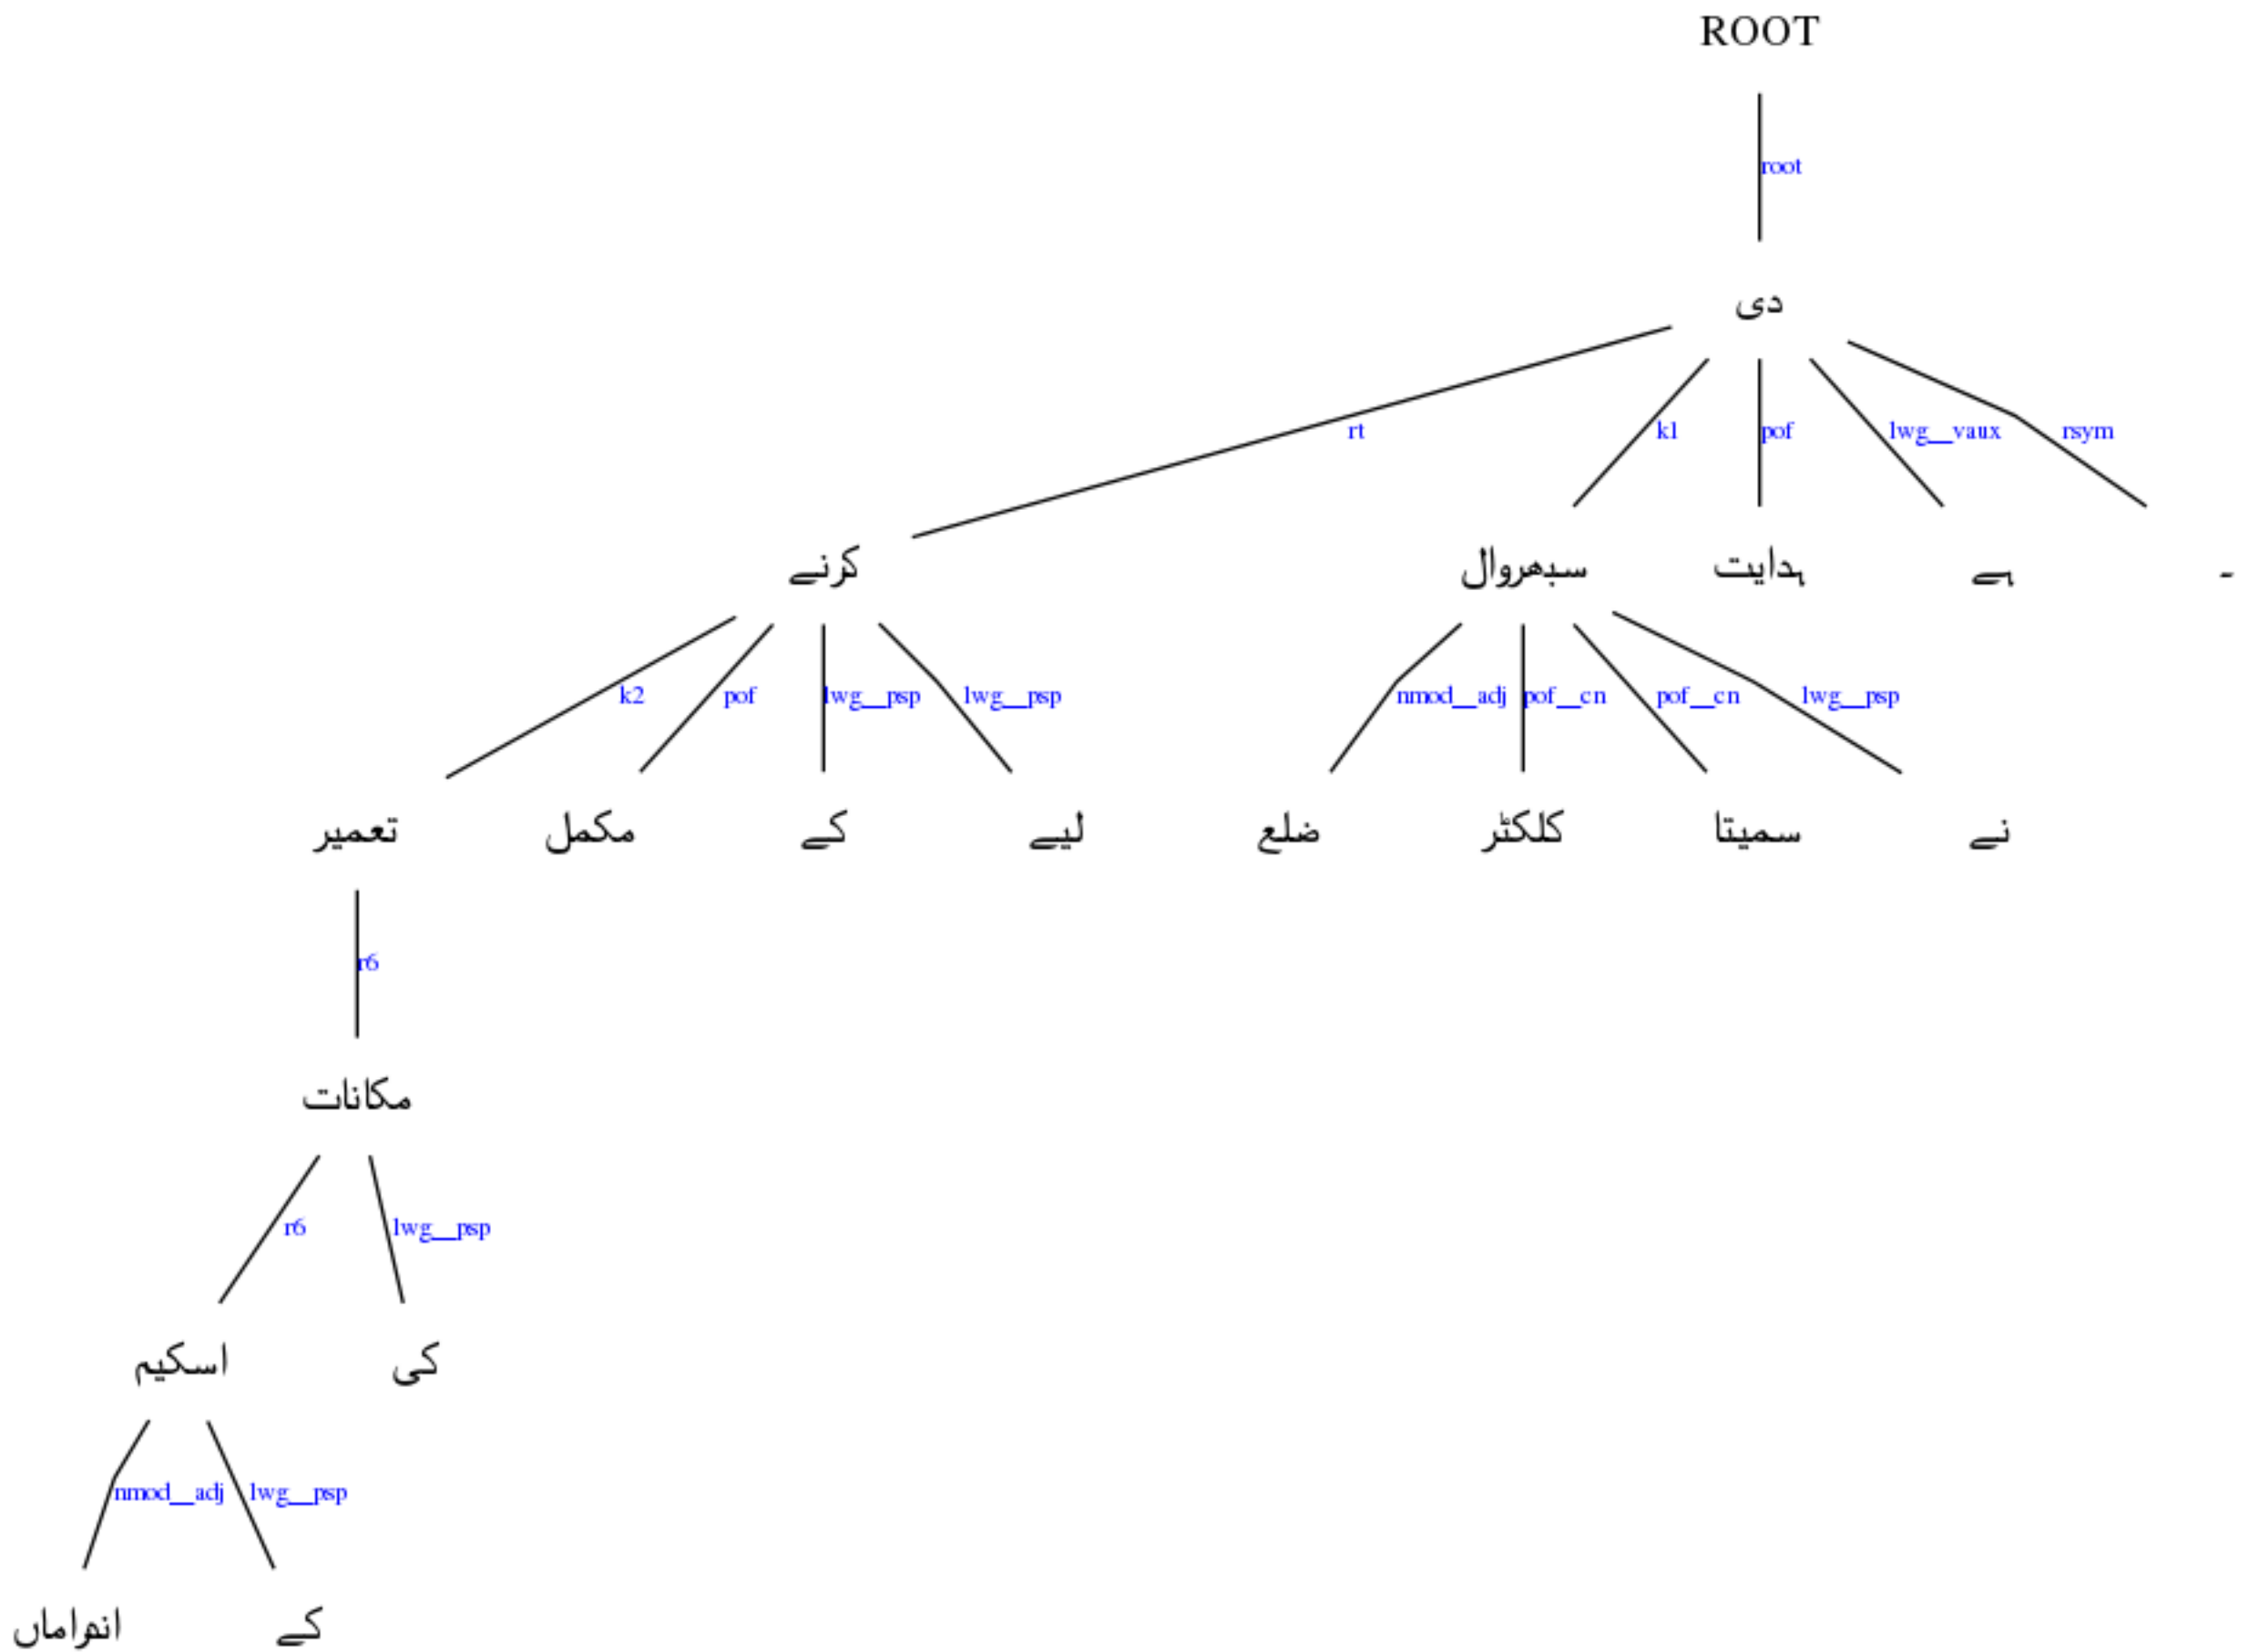 ROOT
root
دی
rt k1 pof lwg__vaux rsym
کرنے سبھروال ہدایت ہے ۔
k2 pof lwg__psp lwg__psp nmod__adj pof__cn pof__cn lwg__psp
تعمیر مکمل کے لیے ضلع کلکٹر سمیتا نے
r6
مکانات
r6 lwg__psp
اسکیم کی
nmod__adj lwg__psp
کے